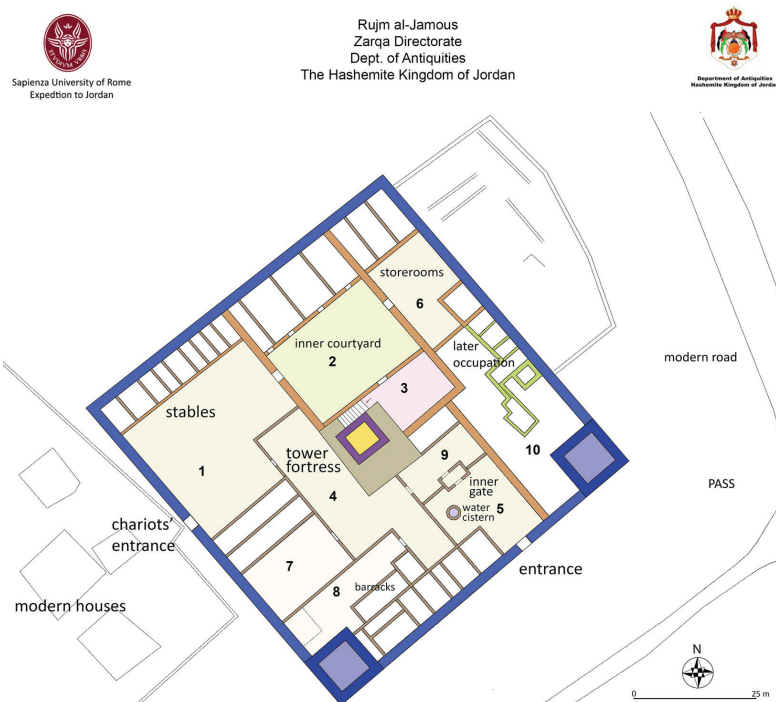 STVDIVM VRBIS
Sapienza University of Rome
Expedition to Jordan
Rujm al-Jamous
Zarqa Directorate
Dept. of Antiquities
The Hashemite Kingdom of Jordan
Department of Antiquities
Hashemite Kingdom of Jordan
storerooms
6
inner courtyard
2
later
occupation
modern road
3
stables
1
tower
fortress
4
9
10
inner
gate
5
water
cistern
PASS
chariots'
entrance
entrance
7
barracks
8
modern houses
N
0
25 m